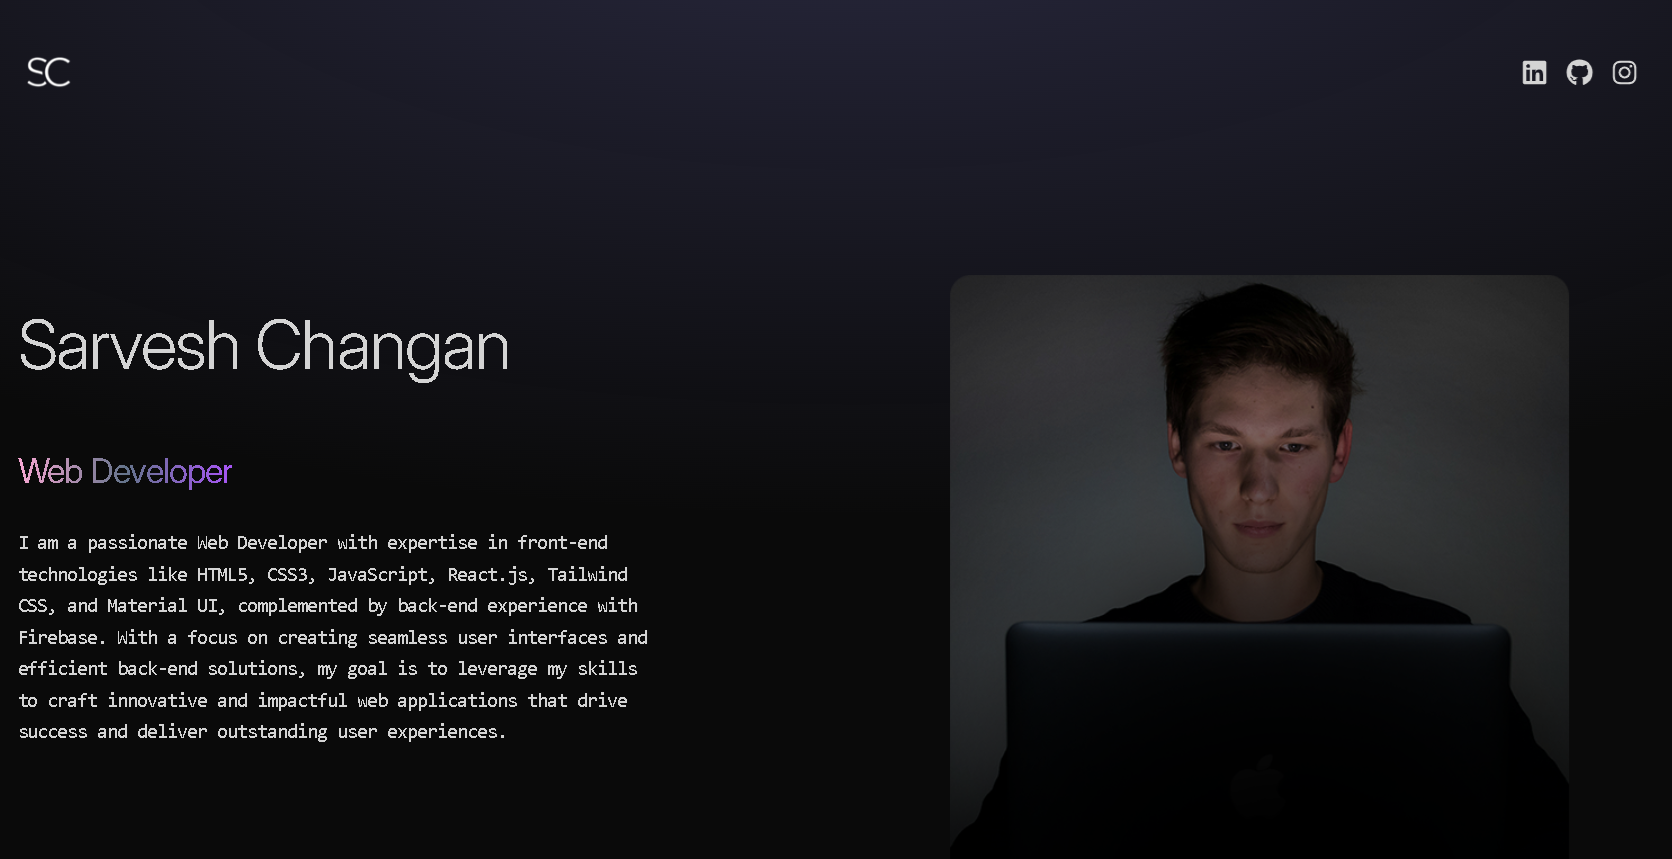 SC
Sarvesh Changan
Web Developer
I am a passionate Web Developer with expertise in front-end
technologies like HTML5, CSS3, JavaScript, React.js, Tailwind
CSS, and Material UI, complemented by back-end experience with
Firebase. With a focus on creating seamless user interfaces and
efficient back-end solutions, my goal is to leverage my skills
to craft innovative and impactful web applications that drive
success and deliver outstanding user experiences.